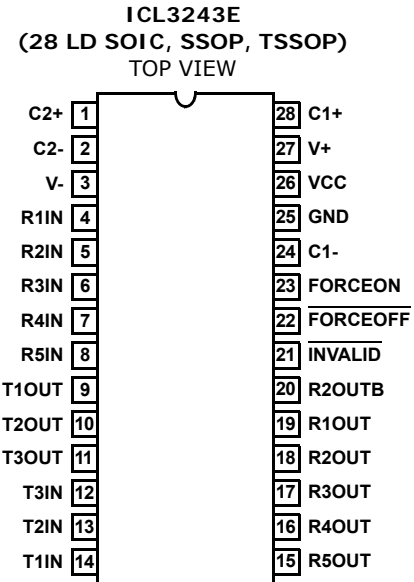 ICL3243E
(28 LD SOIC, SSOP, TSSOP)
TOP VIEW
C2+ 1 28 C1+
C2- 2 27 V+
V- 3 26 VCC
R1IN 4 25 GND
R2IN 5 24 C1-
R3IN 6 23 FORCEON
R4IN 7 22 FORCEOFF
R5IN 8 21 INVALID
T1OUT 9 20 R2OUTB
T2OUT 10 19 R1OUT
T3OUT 11 18 R2OUT
T3IN 12 17 R3OUT
T2IN 13 16 R4OUT
T1IN 14 15 R5OUT